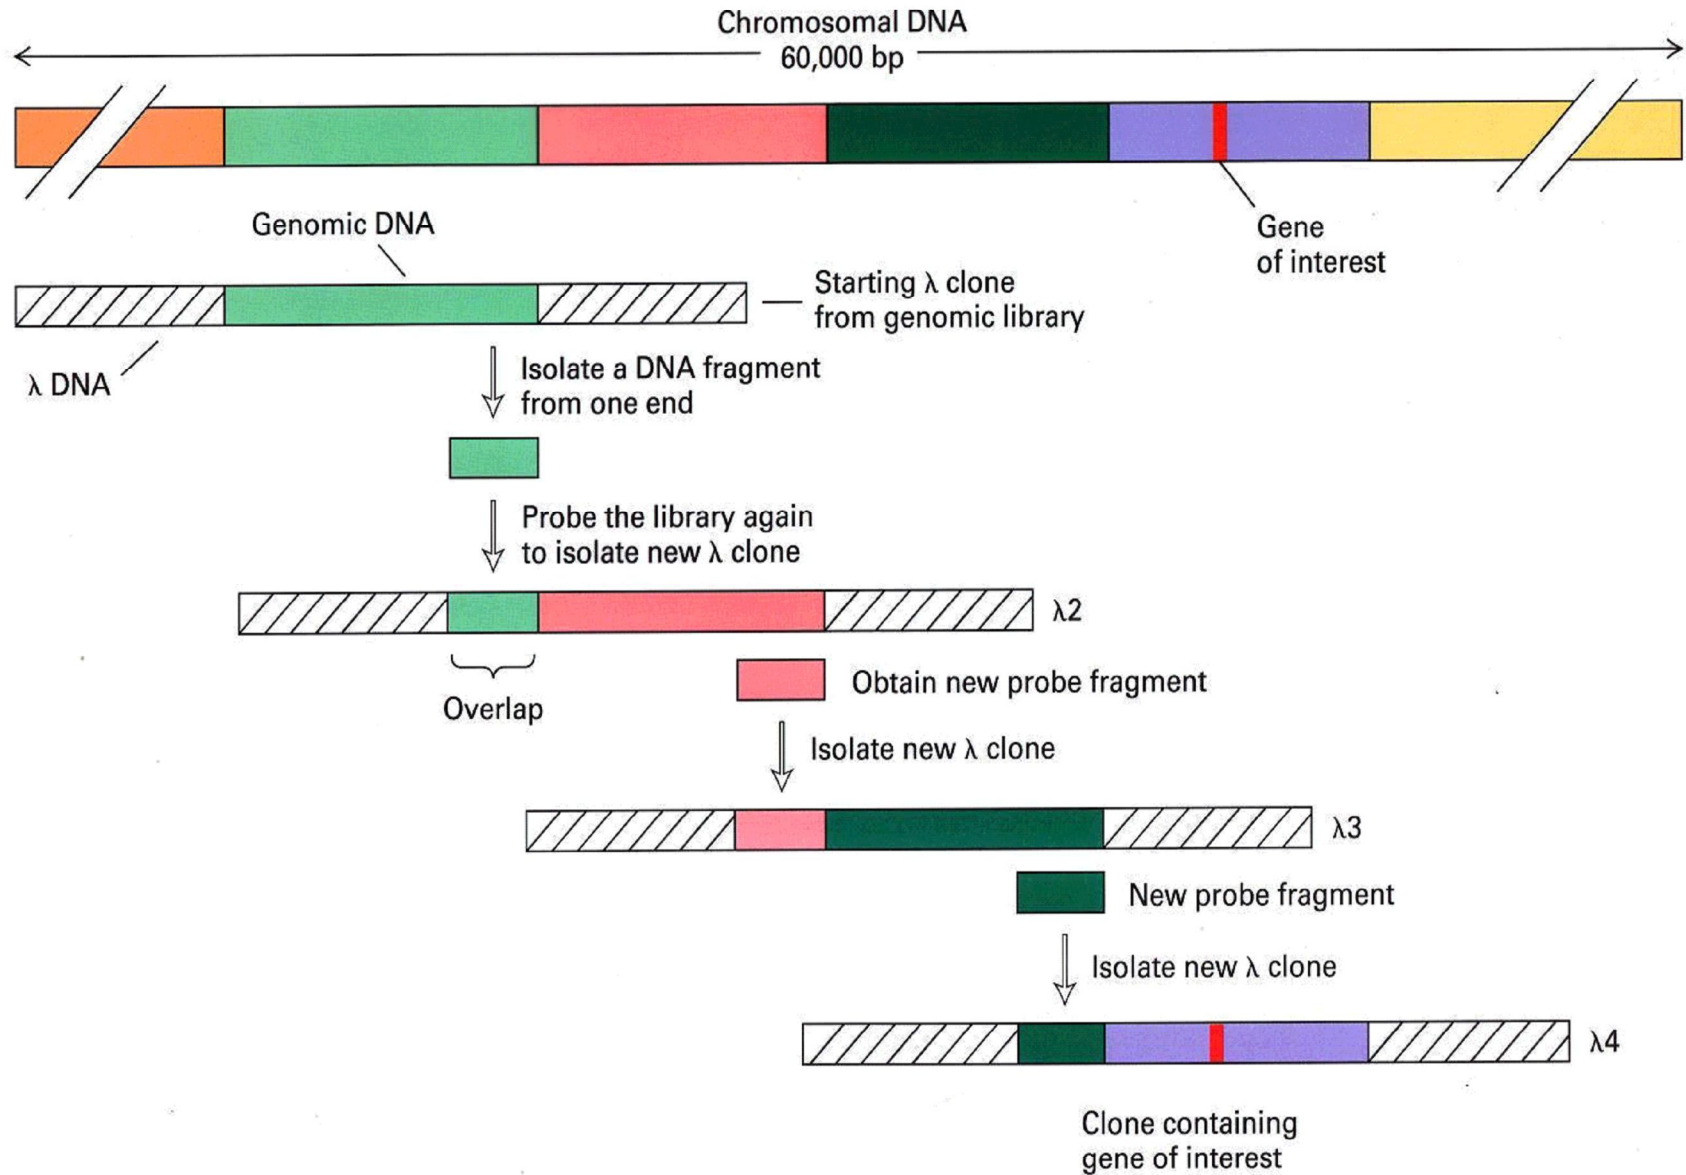 Chromosomal DNA
60,000 bp
Gene
of interest
Genomic DNA
Starting λ clone
from genomic library
λ DNA
Isolate a DNA fragment
from one end
Probe the library again
to isolate new λ clone
λ2
Overlap
Obtain new probe fragment
Isolate new λ clone
λ3
New probe fragment
Isolate new λ clone
λ4
Clone containing
gene of interest